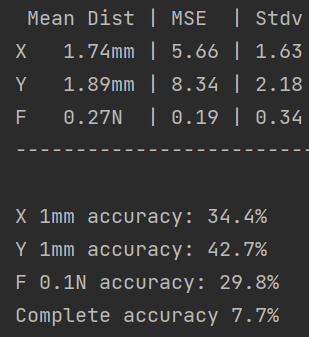 Mean Dist | MSE | Stdv
X 1.74mm | 5.66 | 1.63
Y 1.89mm | 8.34 | 2.18
F 0.27N | 0.19 | 0.34
--------------------------
X 1mm accuracy: 34.4%
Y 1mm accuracy: 42.7%
F 0.1N accuracy: 29.8%
Complete accuracy 7.7%